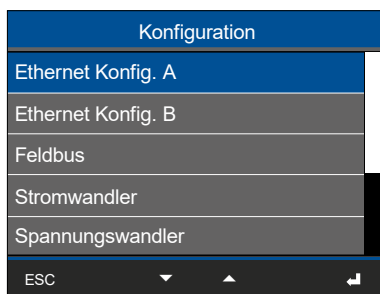 Konfiguration
Ethernet Konfig. A
Ethernet Konfig. B
Feldbus
Stromwandler
Spannungswandler
ESC